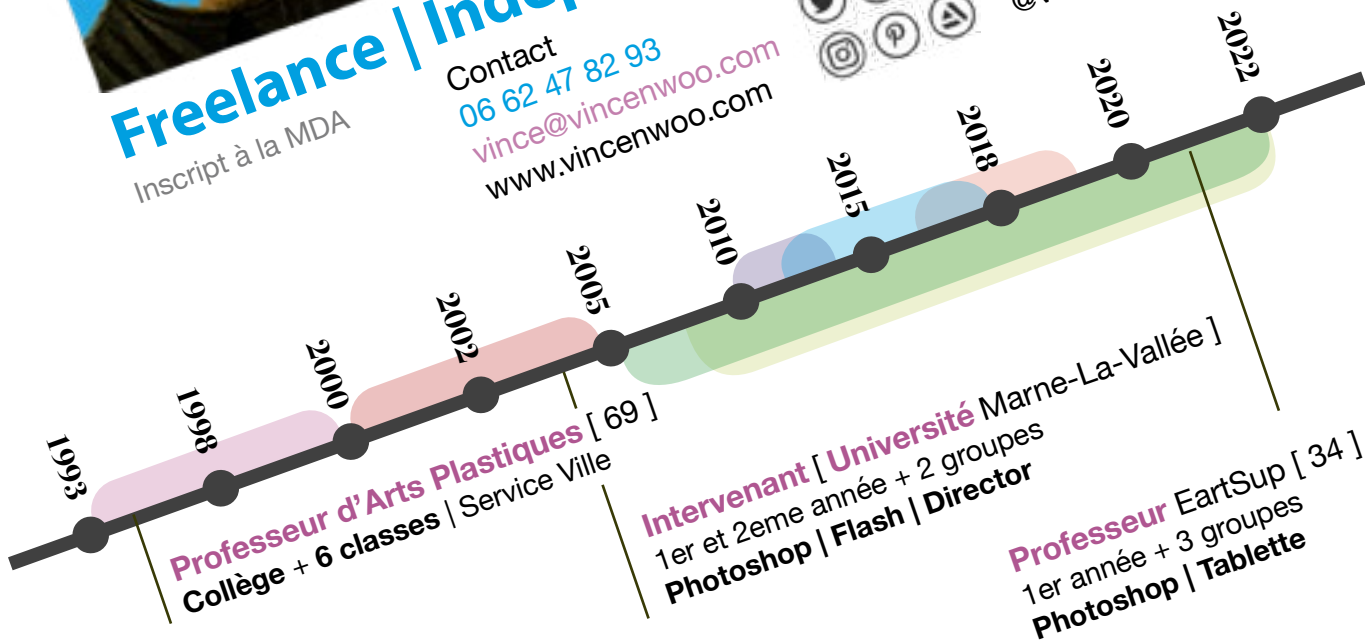 Freelance |
Inscript à la MDA
Contact
06 62 47 82 93
vince@vincenwoo.com
www.vincenwoo.com
1993
1998
2000
2002
2005
2010
2015
2018
2020
2022
Professeur d’Arts Plastiques [ 69 ]
Collège + 6 classes | Service Ville
Intervenant [ Université Marne-La-Vallée ]
1er et 2eme année + 2 groupes
Photoshop | Flash | Director
Professeur EartSup [ 34 ]
1er année + 3 groupes
Photoshop | Tablette